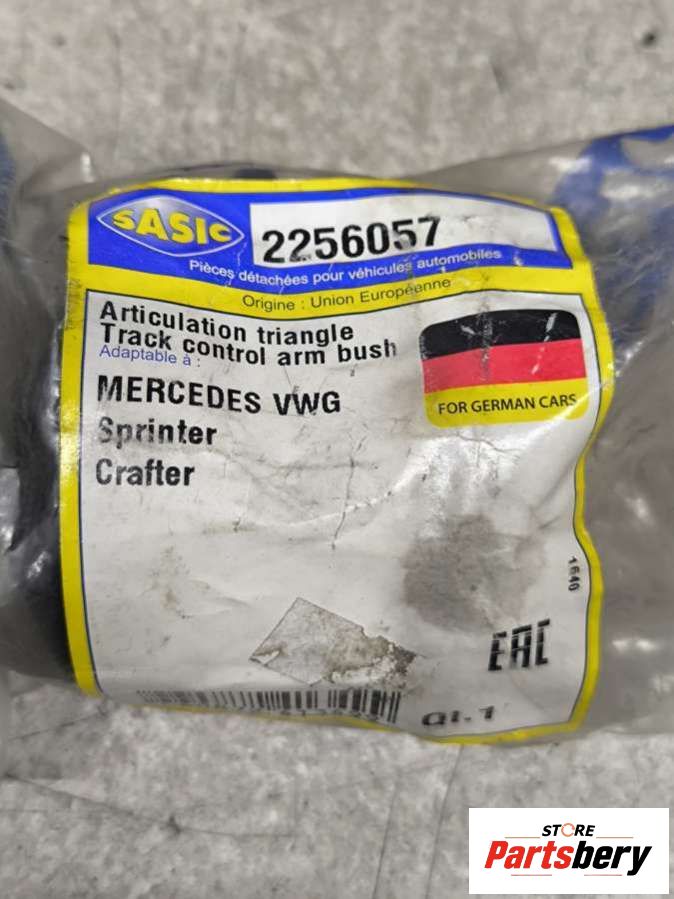 SASIC
2256057
Pièces détachées pour véhicules automobiles
Origine : Union Européenne
Articulation triangle
Track control arm bush
Adaptable à :
MERCEDES VWG
Sprinter
Crafter
FOR GERMAN CARS
1640
EAC
Qt. 1
STORE
Partsbery